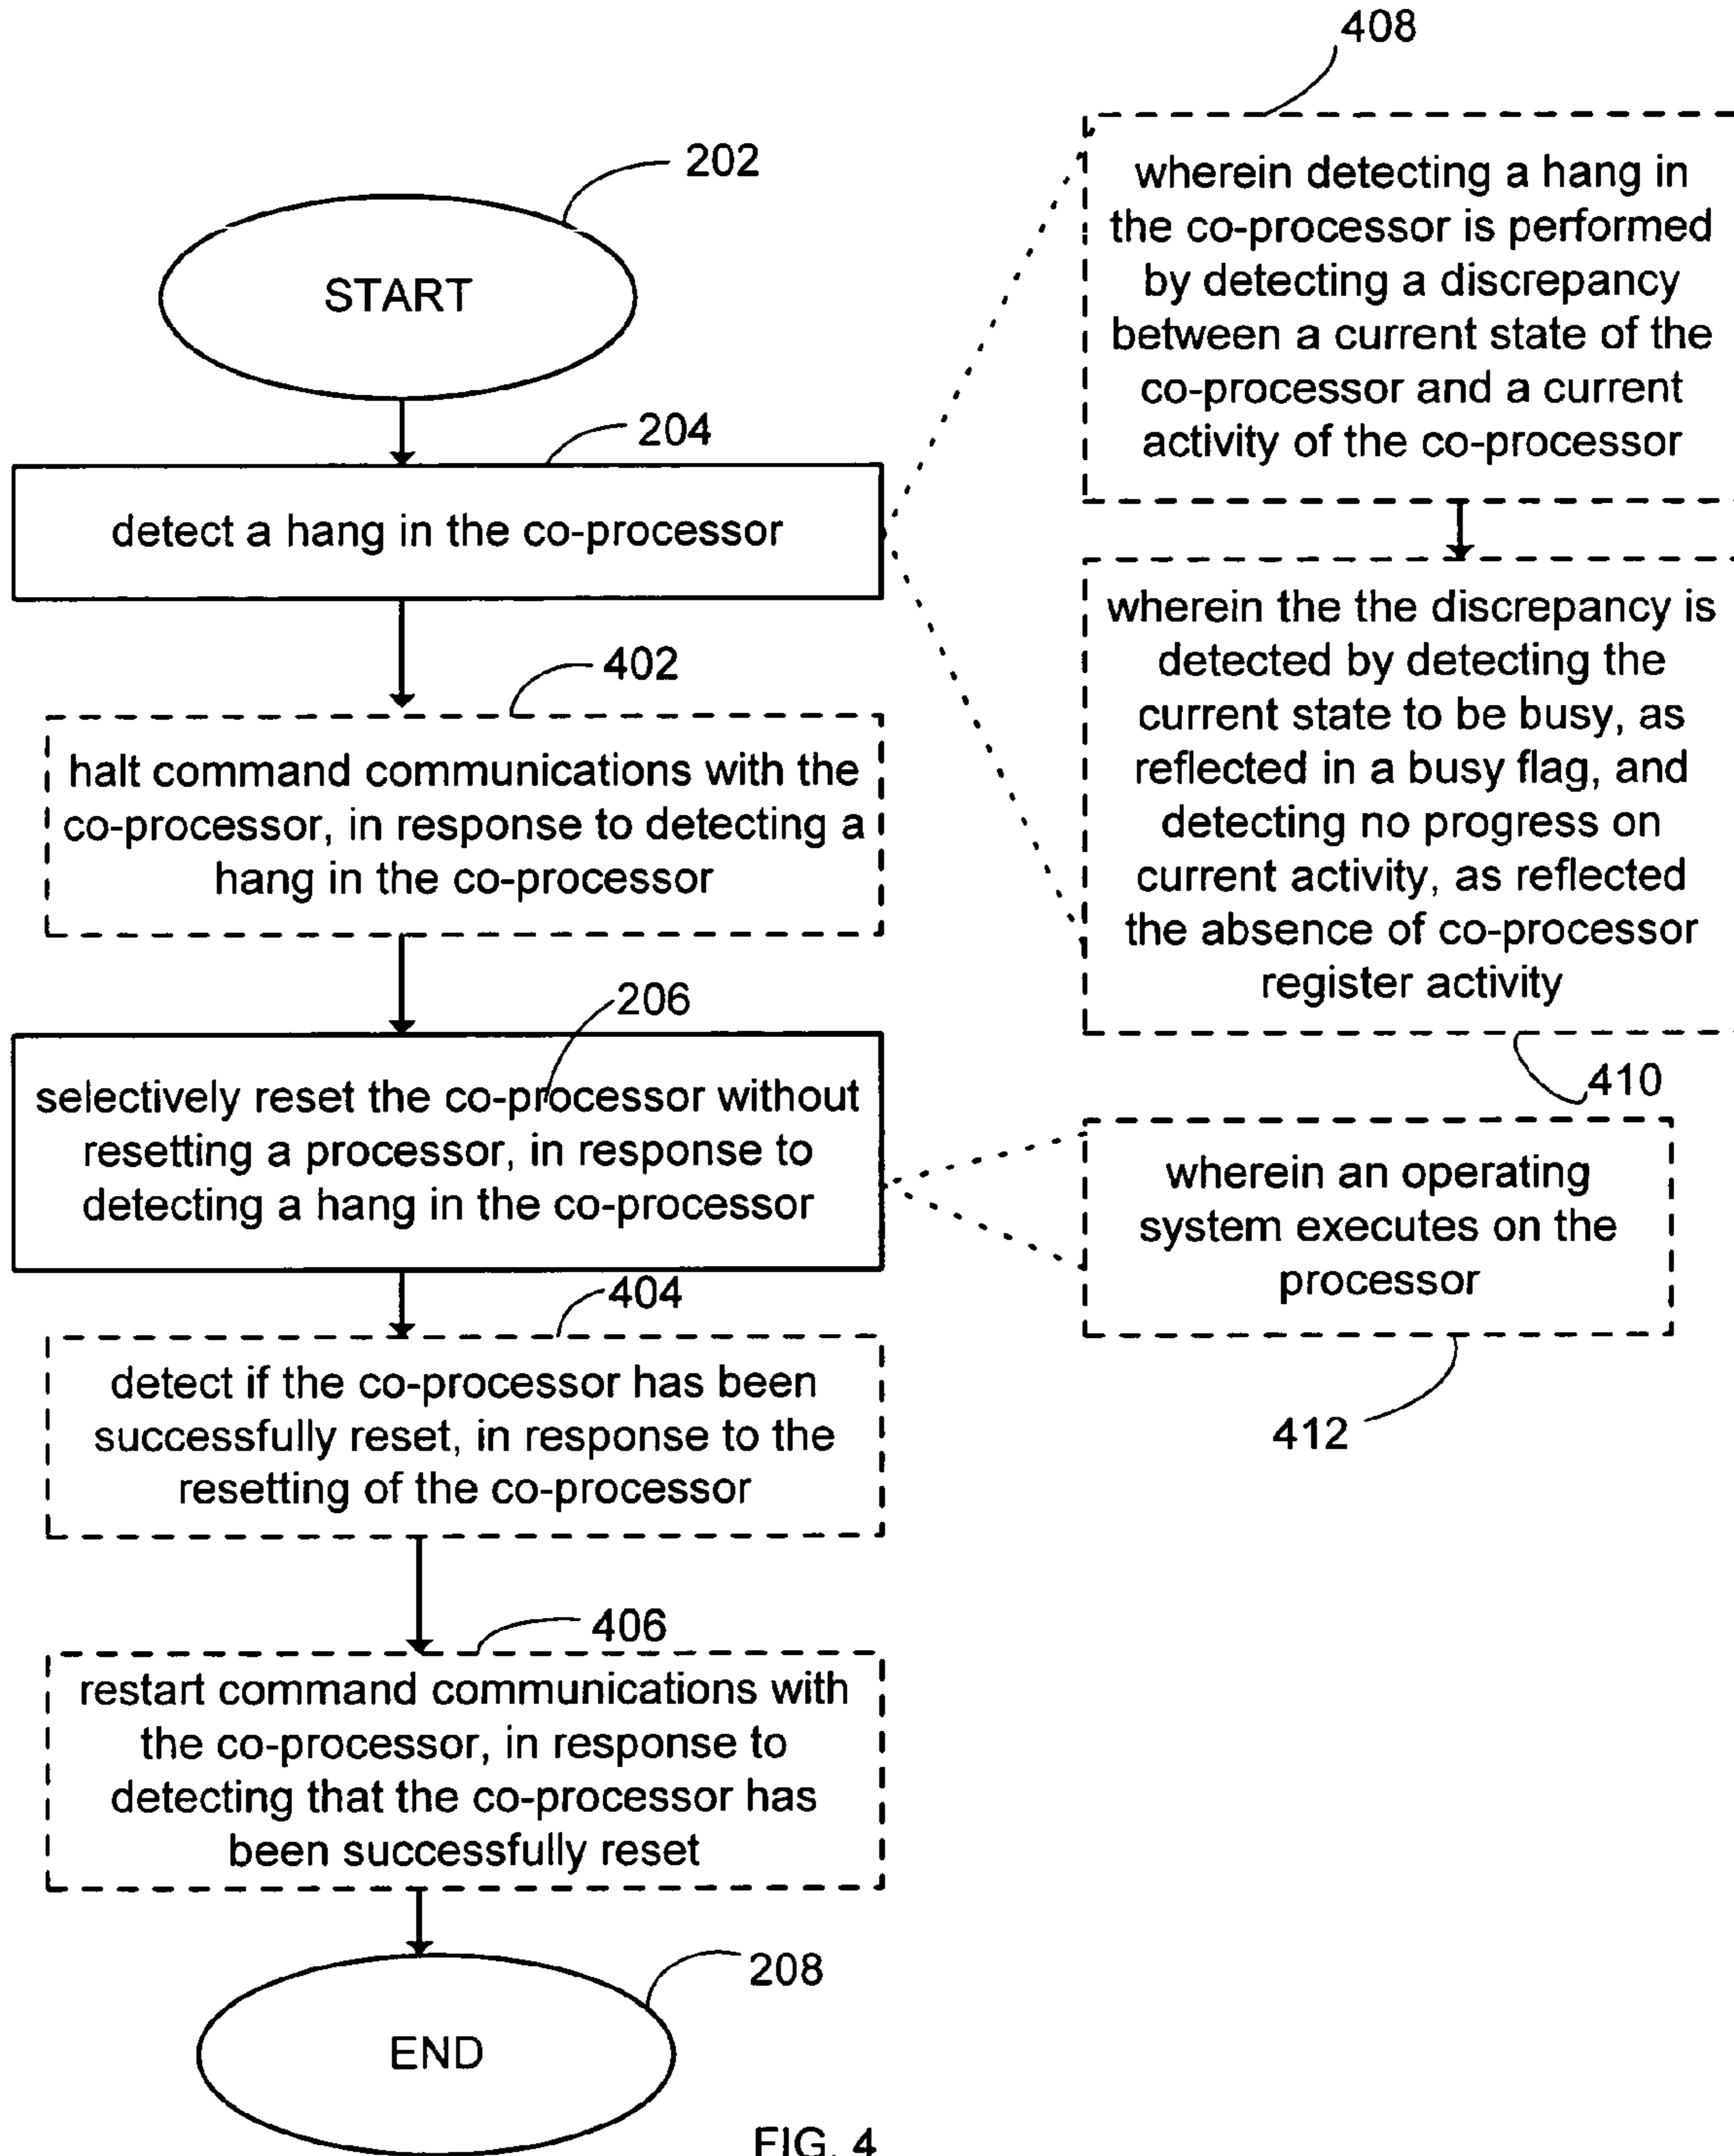 202
START
204
detect a hang in the co-processor
402
halt command communications with the
co-processor, in response to detecting a
hang in the co-processor
206
selectively reset the co-processor without
resetting a processor, in response to
detecting a hang in the co-processor
404
detect if the co-processor has been
successfully reset, in response to the
resetting of the co-processor
406
restart command communications with
the co-processor, in response to
detecting that the co-processor has
been successfully reset
208
END
408
wherein detecting a hang in
the co-processor is performed
by detecting a discrepancy
between a current state of the
co-processor and a current
activity of the co-processor
wherein the the discrepancy is
detected by detecting the
current state to be busy, as
reflected in a busy flag, and
detecting no progress on
current activity, as reflected
the absence of co-processor
register activity
410
wherein an operating
system executes on the
processor
412
FIG. 4